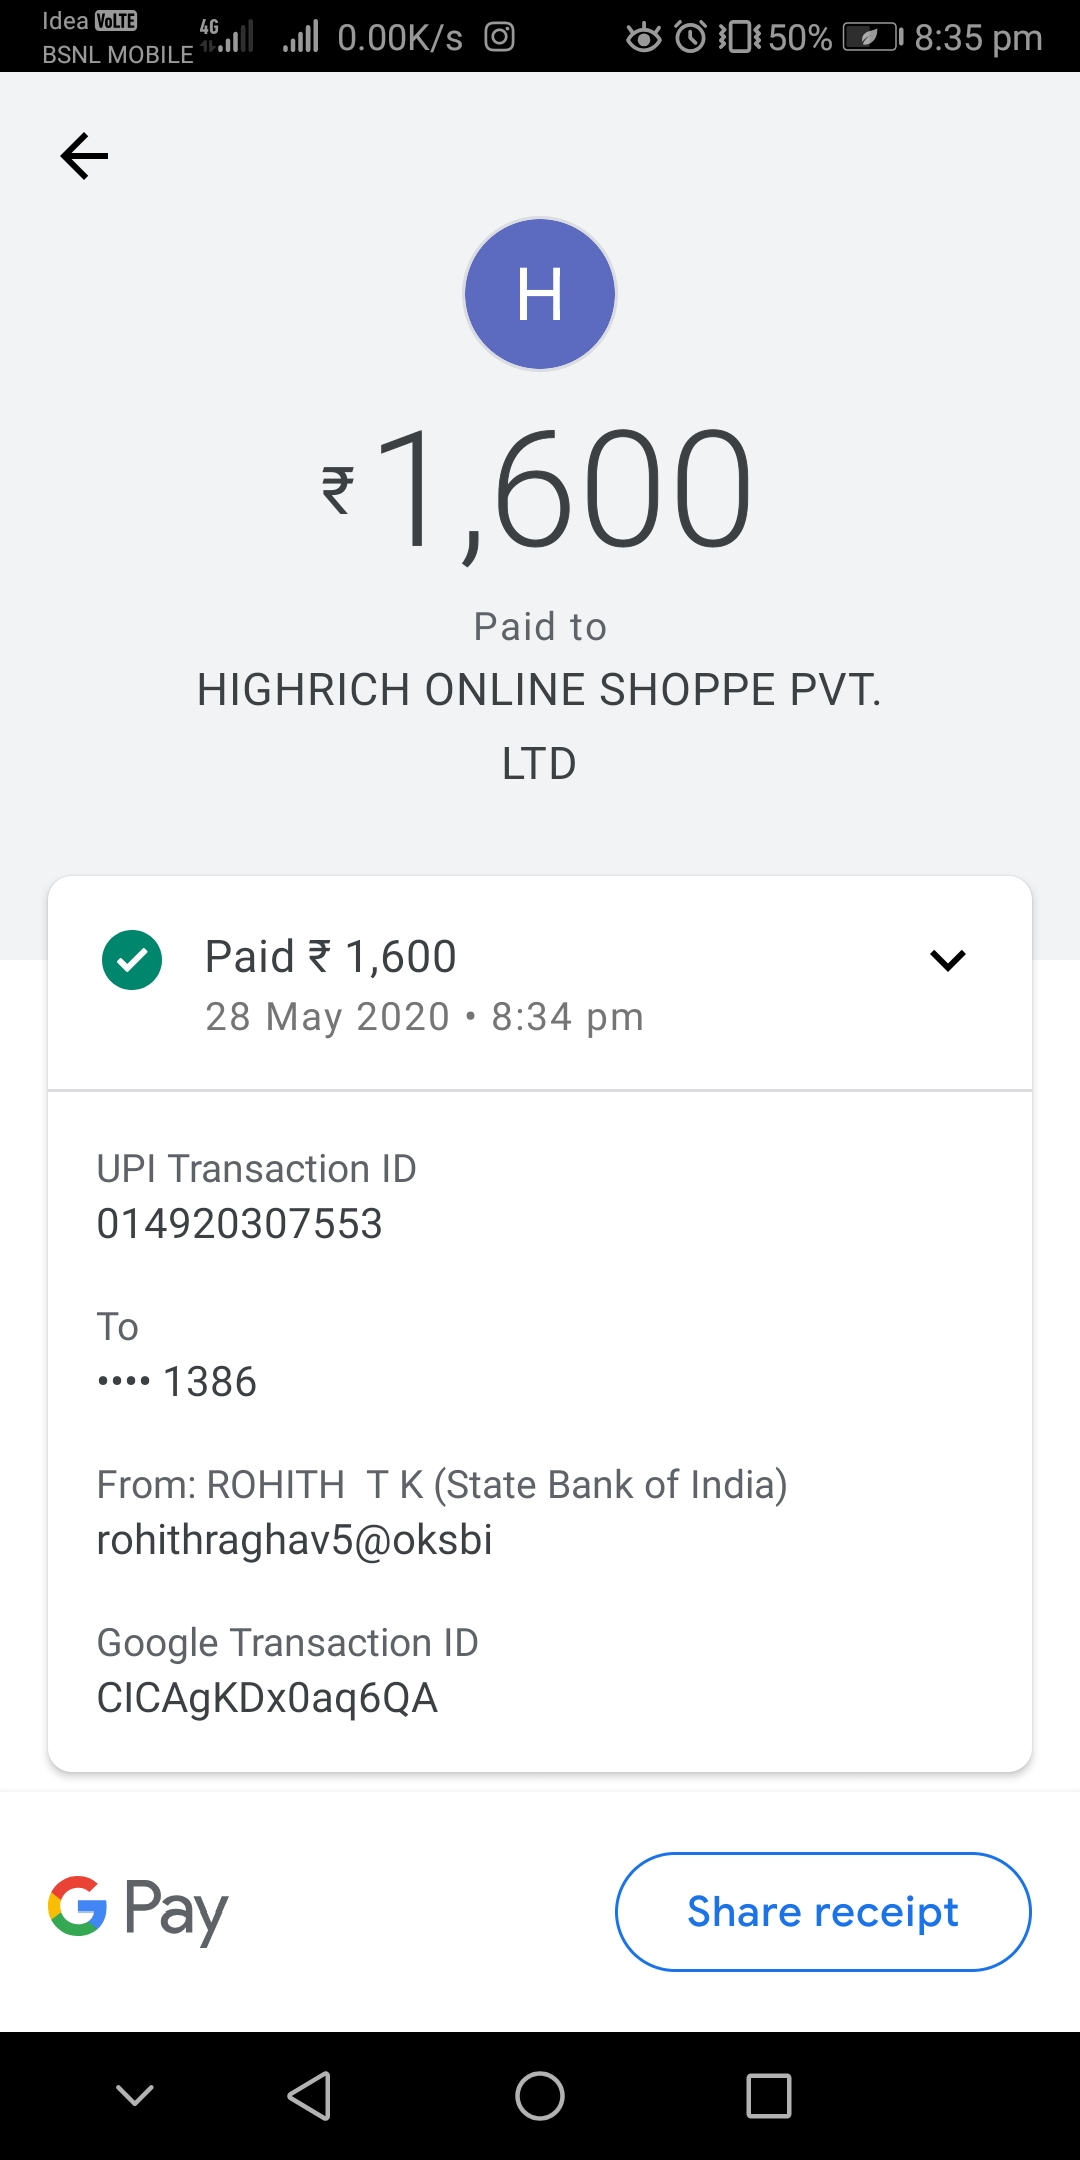 Idea VoLTE
BSNL MOBILE
4G
0.00K/s
50%
8:35 pm
H
₹1,600
Paid to
HIGHRICH ONLINE SHOPPE PVT.
LTD
Paid ₹ 1,600
28 May 2020 • 8:34 pm
UPI Transaction ID
014920307553
To
•••• 1386
From: ROHITH  T K (State Bank of India)
rohithraghav5@oksbi
Google Transaction ID
CICAgKDx0aq6QA
G Pay
Share receipt